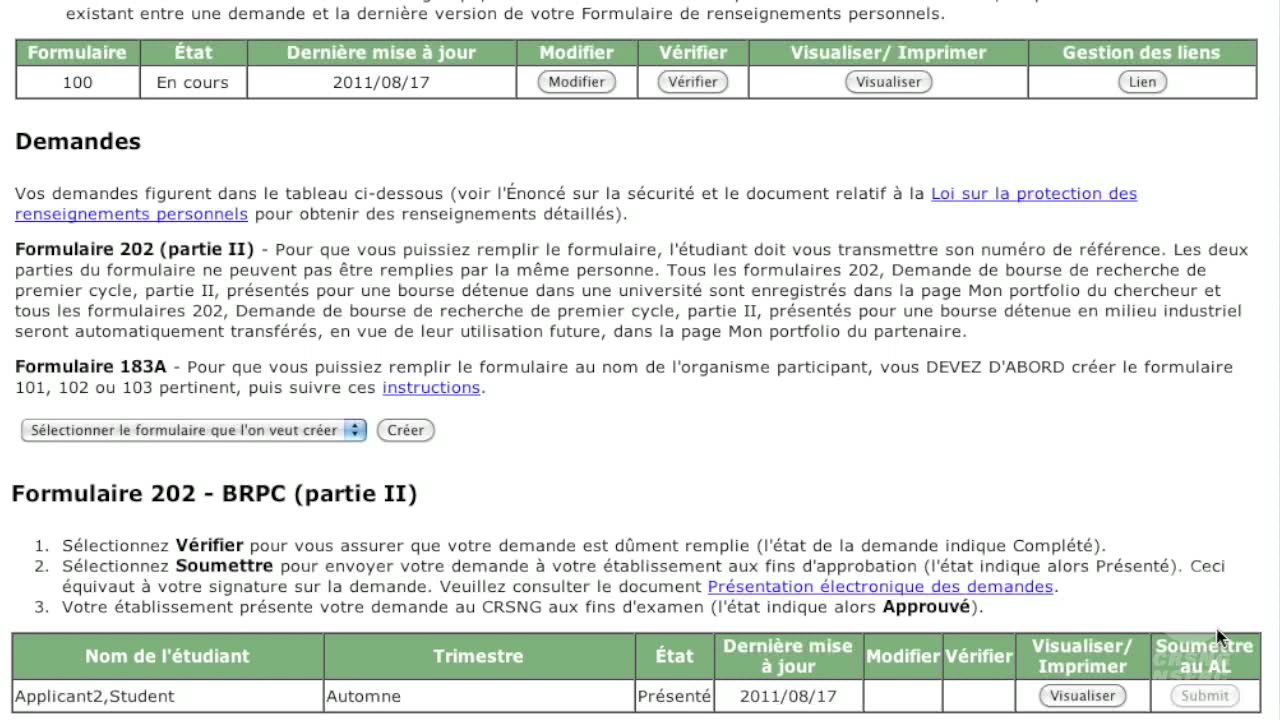 existant entre une demande et la dernière version de votre Formulaire de renseignements personnels.
Formulaire État Dernière mise à jour Modifier Vérifier Visualiser/ Imprimer Gestion des liens
100 En cours 2011/08/17 Modifier Vérifier Visualiser Lien
Demandes
Vos demandes figurent dans le tableau ci-dessous (voir l'Énoncé sur la sécurité et le document relatif à la Loi sur la protection des
renseignements personnels pour obtenir des renseignements détaillés).
Formulaire 202 (partie II) - Pour que vous puissiez remplir le formulaire, l'étudiant doit vous transmettre son numéro de référence. Les deux
parties du formulaire ne peuvent pas être remplies par la même personne. Tous les formulaires 202, Demande de bourse de recherche de
premier cycle, partie II, présentés pour une bourse détenue dans une université sont enregistrés dans la page Mon portfolio du chercheur et
tous les formulaires 202, Demande de bourse de recherche de premier cycle, partie II, présentés pour une bourse détenue en milieu industriel
seront automatiquement transférés, en vue de leur utilisation future, dans la page Mon portfolio du partenaire.
Formulaire 183A - Pour que vous puissiez remplir le formulaire au nom de l'organisme participant, vous DEVEZ D'ABORD créer le formulaire
101, 102 ou 103 pertinent, puis suivre ces instructions.
Sélectionner le formulaire que l'on veut créer Créer
Formulaire 202 - BRPC (partie II)
1. Sélectionnez Vérifier pour vous assurer que votre demande est dûment remplie (l'état de la demande indique Complété).
2. Sélectionnez Soumettre pour envoyer votre demande à votre établissement aux fins d'approbation (l'état indique alors Présenté). Ceci
équivaut à votre signature sur la demande. Veuillez consulter le document Présentation électronique des demandes.
3. Votre établissement présente votre demande au CRSNG aux fins d'examen (l'état indique alors Approuvé).
Nom de l'étudiant Trimestre État Dernière mise à jour Modifier Vérifier Visualiser/ Imprimer Soumettre au AL
Applicant2,Student Automne Présenté 2011/08/17 Visualiser Submit